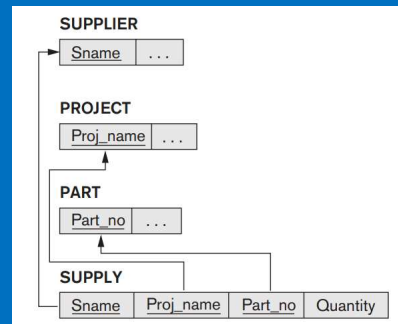 SUPPLIER
Sname ...
PROJECT
Proj_name ...
PART
Part_no ...
SUPPLY
Sname Proj_name Part_no Quantity